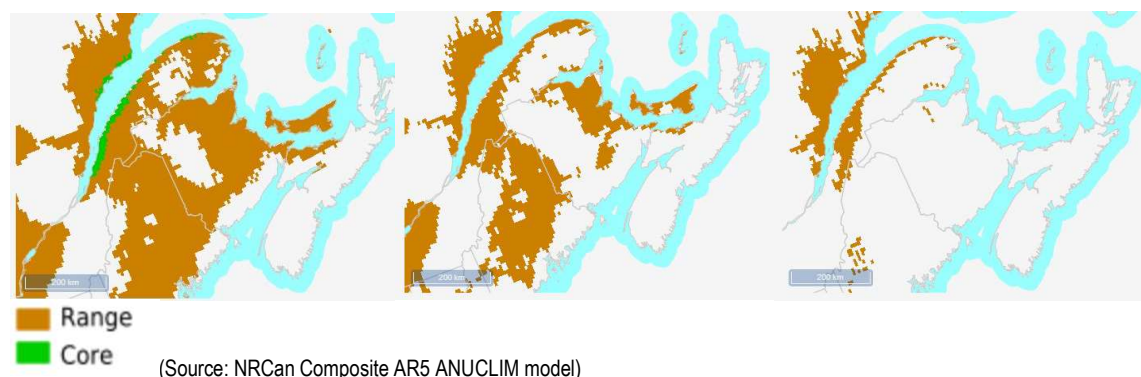 200 km
200 km
200 km
Range
Core
(Source: NRCan Composite AR5 ANUCLIM model)